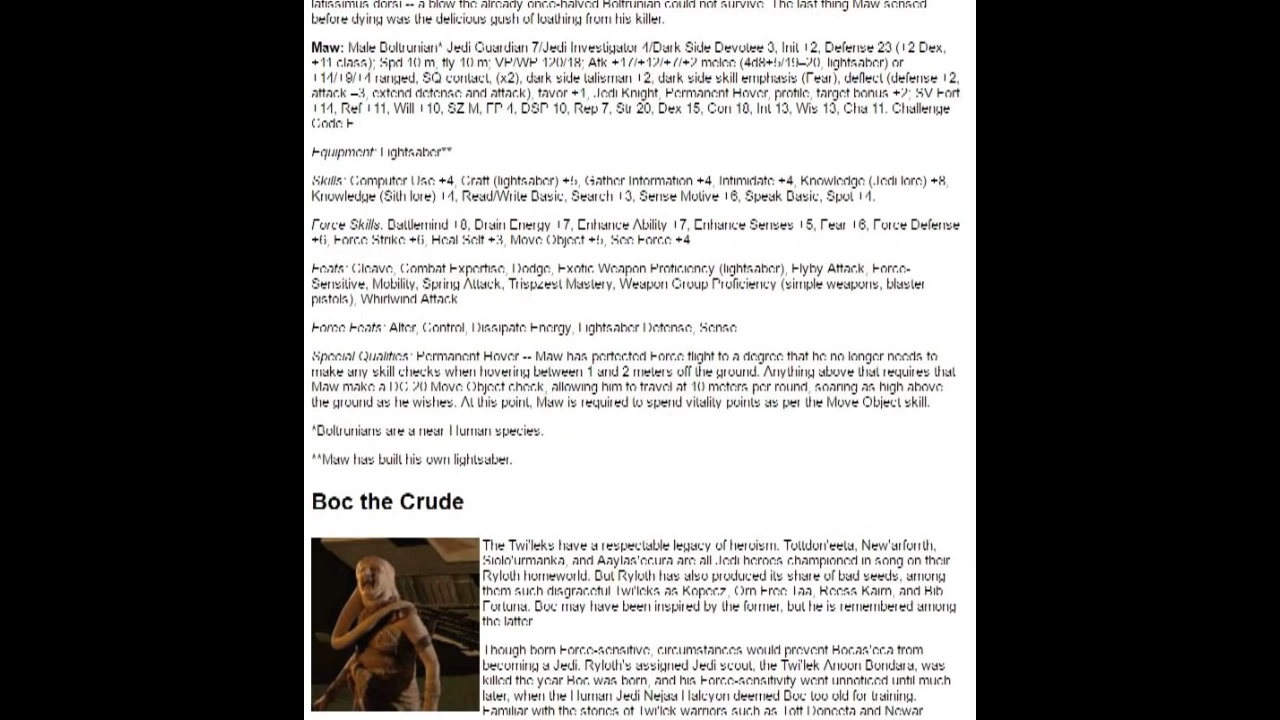 latissimus dorsi -- a blow the already once-halved Boltrunian could not survive. The last thing Maw sensed
before dying was the delicious gush of loathing from his killer.
Maw: Male Boltrunian* Jedi Guardian 7/Jedi Investigator 4/Dark Side Devotee 3, Init +2, Defense 23 (+2 Dex,
+11 class); Spd 10 m, fly 10 m; VP/WP 120/18; Atk +17/+12/+7/+2 melee (4d8+5/19–20, lightsaber) or
+14/+9/+4 ranged, SQ contact, (x2), dark side talisman +2, dark side skill emphasis (Fear), deflect (defense +2,
attack –3, extend defense and attack), favor +1, Jedi Knight, Permanent Hover, profile, target bonus +2; SV Fort
+14, Ref +11, Will +10, SZ M, FP 4, DSP 10, Rep 7, Str 20, Dex 15, Con 18, Int 13, Wis 13, Cha 11. Challenge
Code F
Equipment: Lightsaber**
Skills: Computer Use +4, Craft (lightsaber) +5, Gather Information +4, Intimidate +4, Knowledge (Jedi lore) +8,
Knowledge (Sith lore) +4, Read/Write Basic, Search +3, Sense Motive +6, Speak Basic, Spot +4.
Force Skills: Battlemind +8, Drain Energy +7, Enhance Ability +7, Enhance Senses +5, Fear +6, Force Defense
+6, Force Strike +6, Heal Self +3, Move Object +5, See Force +4
Feats: Cleave, Combat Expertise, Dodge, Exotic Weapon Proficiency (lightsaber), Flyby Attack, Force-
Sensitive, Mobility, Spring Attack, Trispzest Mastery, Weapon Group Proficiency (simple weapons, blaster
pistols), Whirlwind Attack
Force Feats: Alter, Control, Dissipate Energy, Lightsaber Defense, Sense
Special Qualities: Permanent Hover -- Maw has perfected Force flight to a degree that he no longer needs to
make any skill checks when hovering between 1 and 2 meters off the ground. Anything above that requires that
Maw make a DC 20 Move Object check, allowing him to travel at 10 meters per round, soaring as high above
the ground as he wishes. At this point, Maw is required to spend vitality points as per the Move Object skill.
*Boltrunians are a near Human species.
**Maw has built his own lightsaber.
Boc the Crude
The Twi'leks have a respectable legacy of heroism. Tottdon'eeta, New'arforrth,
Siolo'urmanka, and Aaylas'ecura are all Jedi heroes championed in song on their
Ryloth homeworld. But Ryloth has also produced its share of bad seeds, among
them such disgraceful Twi'leks as Kopecz, Orn Free Taa, Reess Kairn, and Bib
Fortuna. Boc may have been inspired by the former, but he is remembered among
the latter
Though born Force-sensitive, circumstances would prevent Bocas'eca from
becoming a Jedi. Ryloth's assigned Jedi scout, the Twi'lek Anoon Bondara, was
killed the year Boc was born, and his Force-sensitivity went unnoticed until much
later, when the Human Jedi Nejaa Halcyon deemed Boc too old for training.
Familiar with the stories of Twi'lek warriors such as Tott Doneeta and Newar